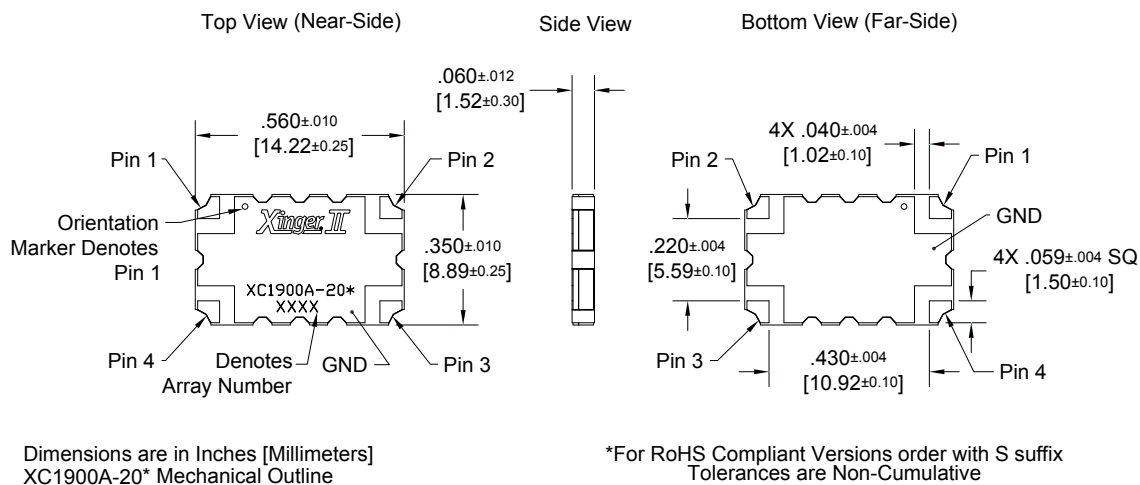 Top View (Near-Side)
Side View
Bottom View (Far-Side)
.060±.012
[1.52±0.30]
.560±.010
[14.22±0.25]
4X .040±.004
[1.02±0.10]
Pin 1
Pin 2
Pin 2
Pin 1
Orientation
Marker Denotes
Pin 1
Xinger II
GND
.350±.010
[8.89±0.25]
.220±.004
[5.59±0.10]
4X .059±.004 SQ
[1.50±0.10]
XC1900A-20*
XXXX
Pin 4
Denotes
Array Number
GND
Pin 3
Pin 3
.430±.004
[10.92±0.10]
Pin 4
Dimensions are in Inches [Millimeters]
XC1900A-20* Mechanical Outline
*For RoHS Compliant Versions order with S suffix
Tolerances are Non-Cumulative